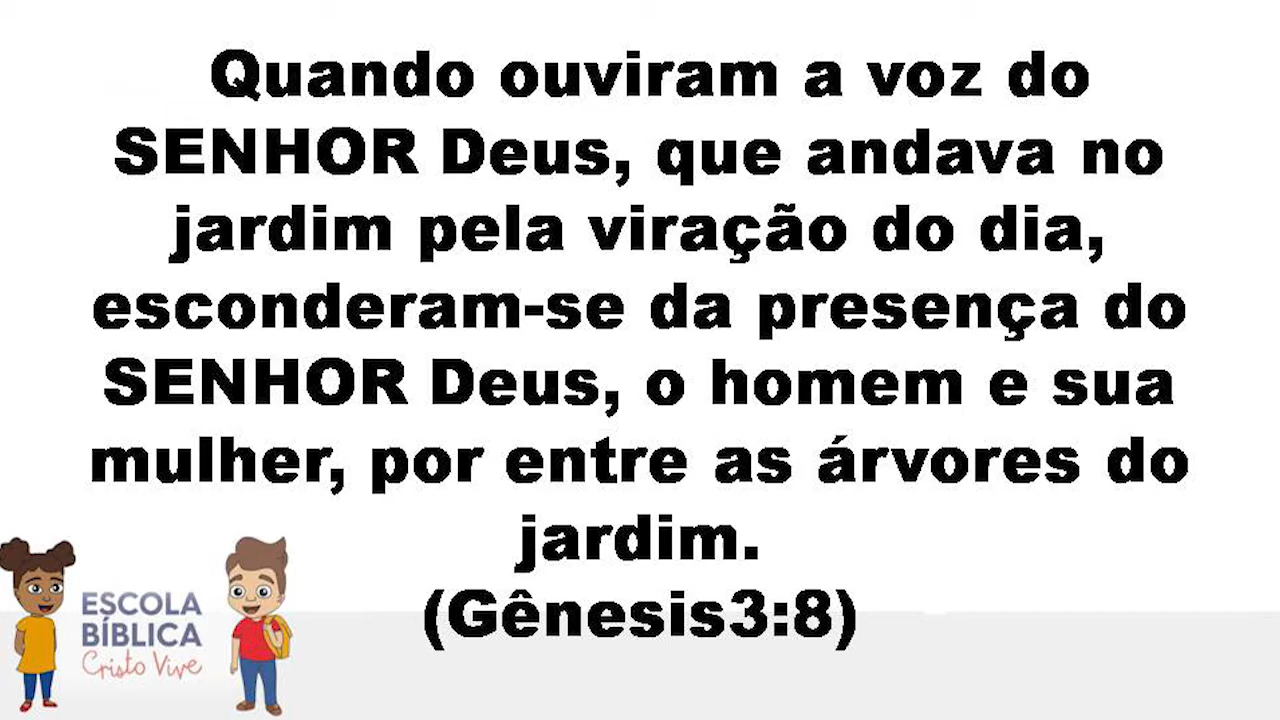 Quando ouviram a voz do
SENHOR Deus, que andava no
jardim pela viração do dia,
esconderam-se da presença do
SENHOR Deus, o homem e sua
mulher, por entre as árvores do
jardim.
(Gênesis3:8)
ESCOLA
BÍBLICA
Cristo Vive